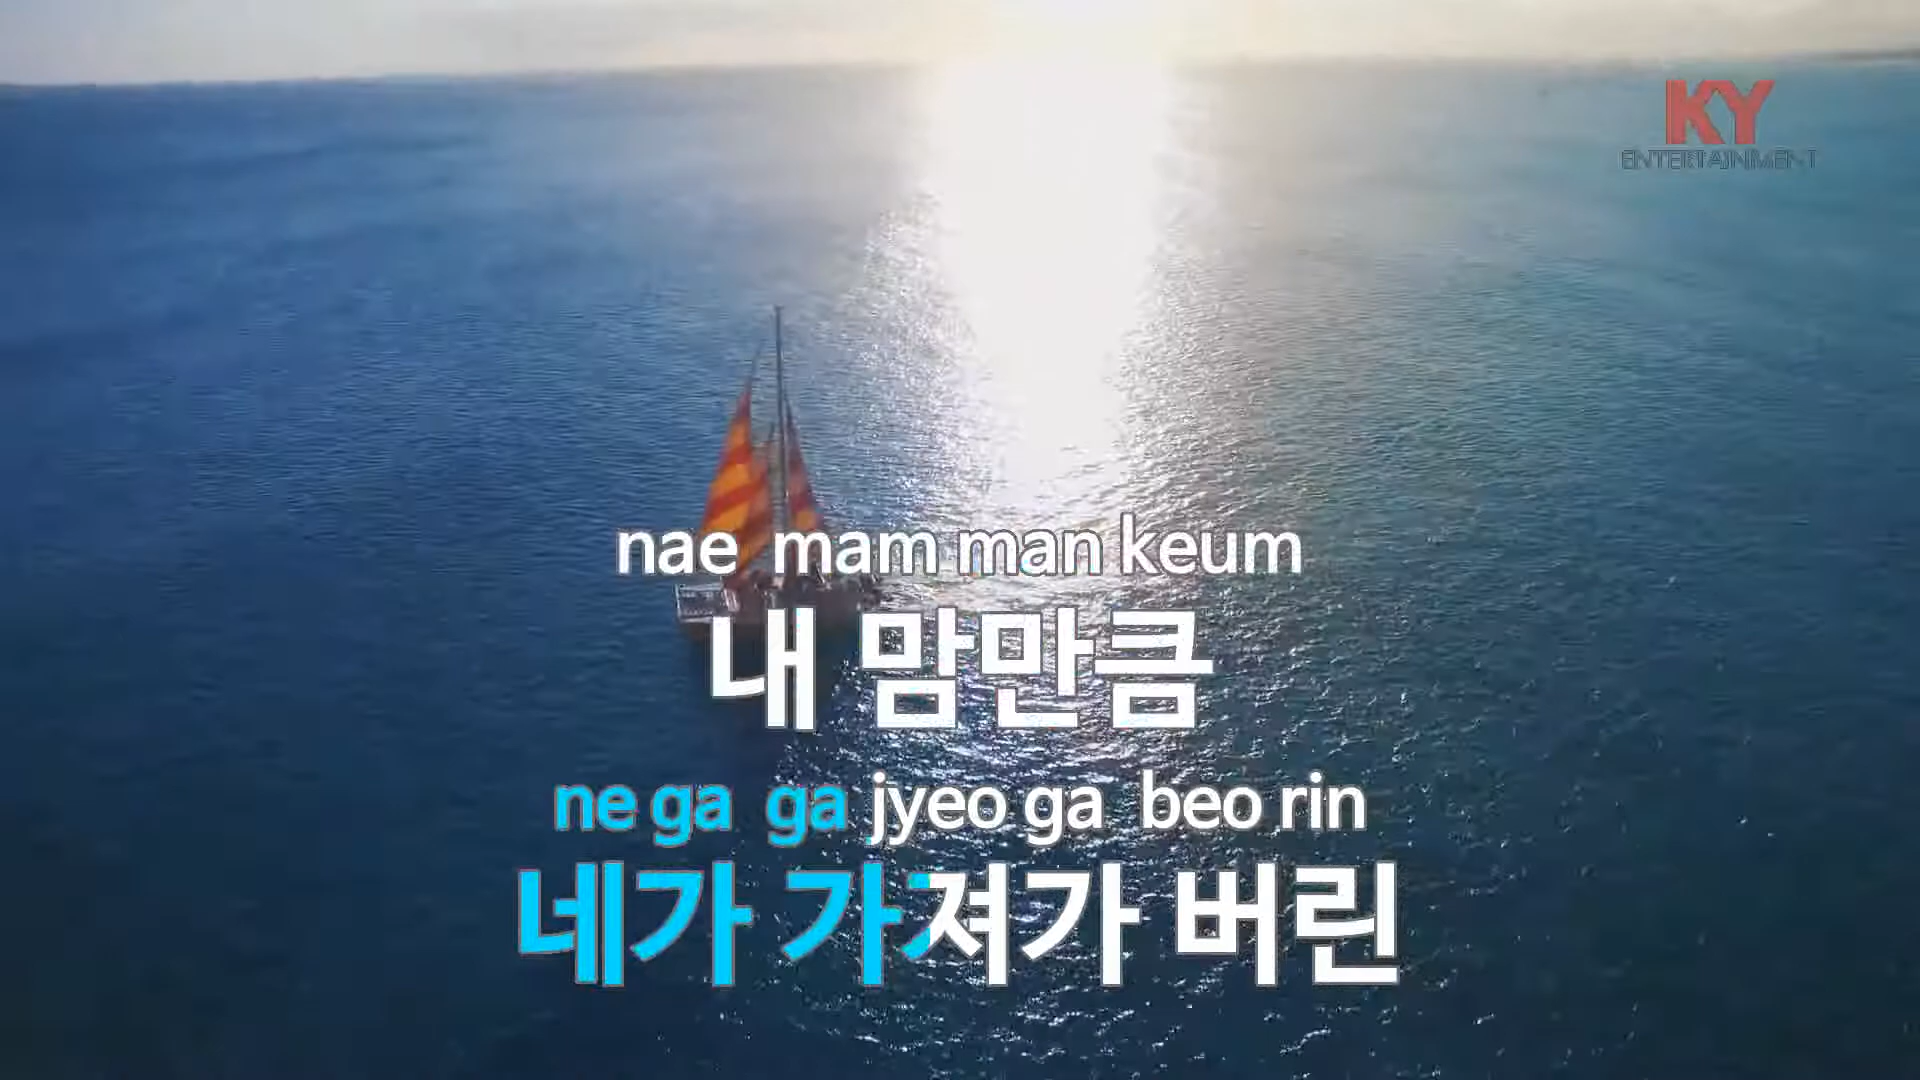 KY
ENTERTAINMENT
nae mam man keum
내 맘만큼
ne ga ga jyeo ga beo rin
네가 가져가 버린